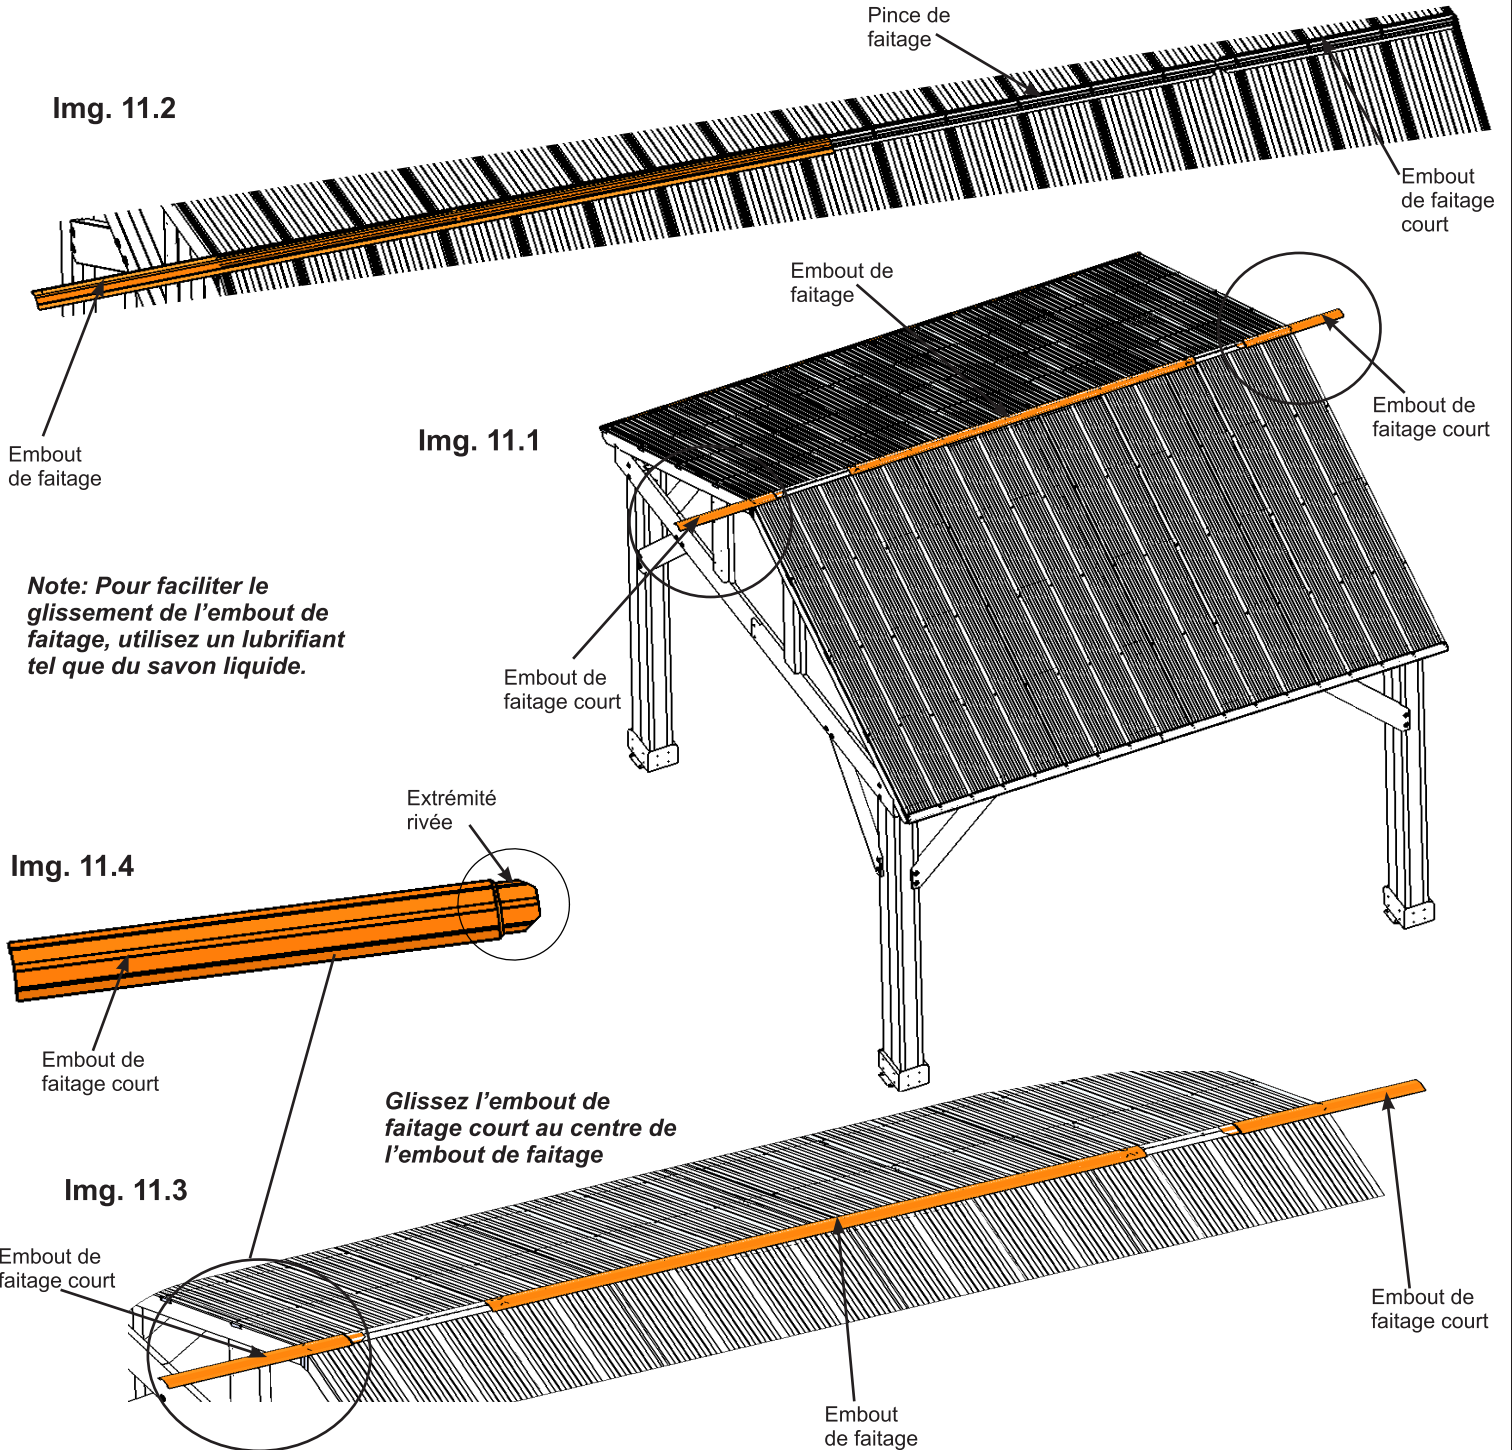 Pince de
faitage
Img. 11.2
Embout
de faitage
court
Embout de
faitage
Embout de
faitage court
Img. 11.1
Embout
de faitage
Note: Pour faciliter le
glissement de l’embout de
faitage, utilisez un lubrifiant
tel que du savon liquide.
Embout de
faitage court
Extrémité
rivée
Img. 11.4
Embout de
faitage court
Glissez l’embout de
faitage court au centre de
l’embout de faitage
Img. 11.3
Embout de
faitage court
Embout de
faitage court
Embout
de faitage